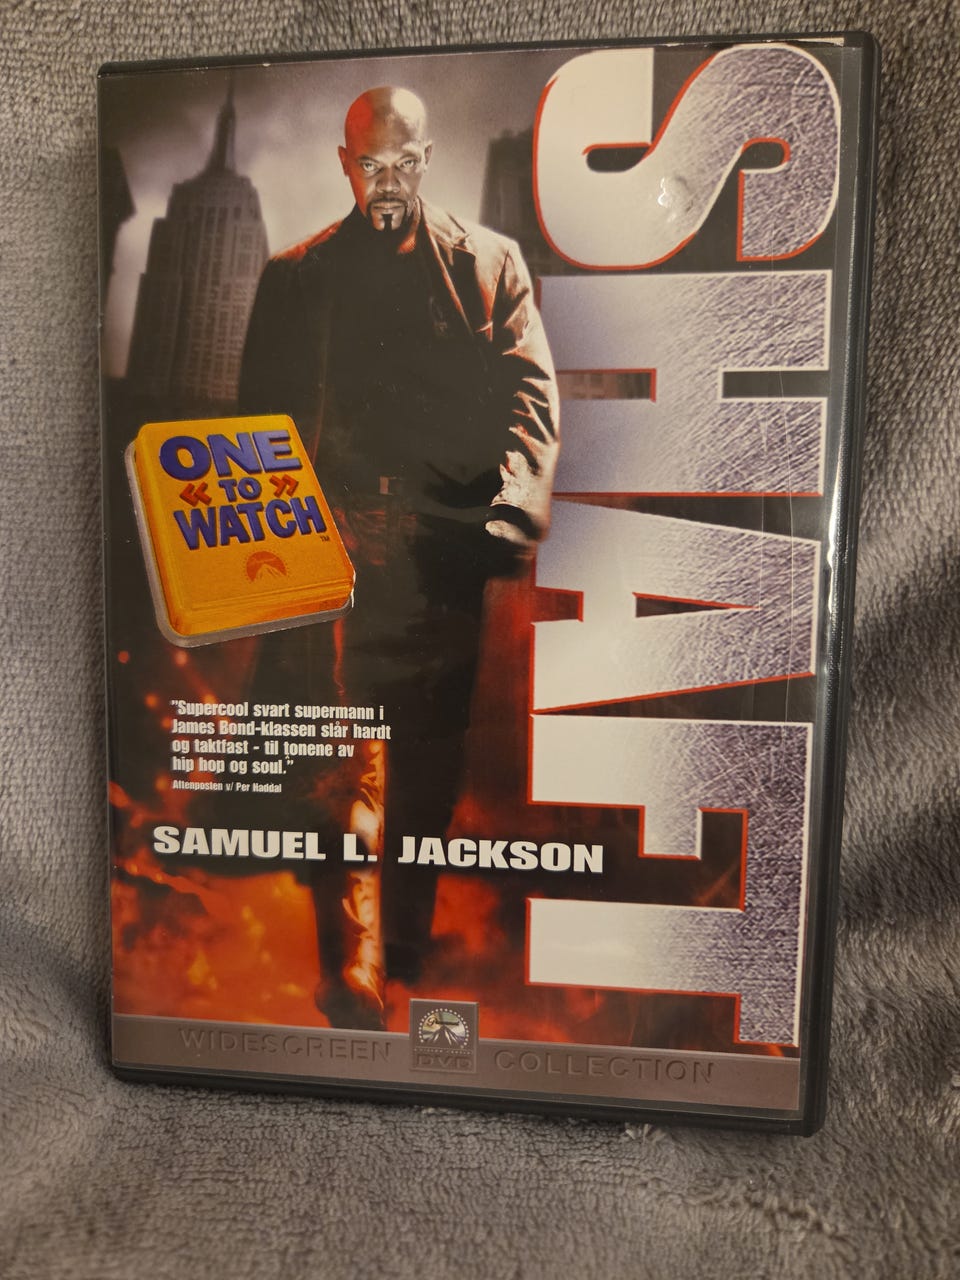 SHAFT
ONE
« TO »
WATCH™
"Supercool svart supermann i
James Bond-klassen slår hardt
og taktfast - til tonene av
hip hop og soul."
Aftenposten v/ Per Haddal
SAMUEL L. JACKSON
WIDESCREEN DVD COLLECTION